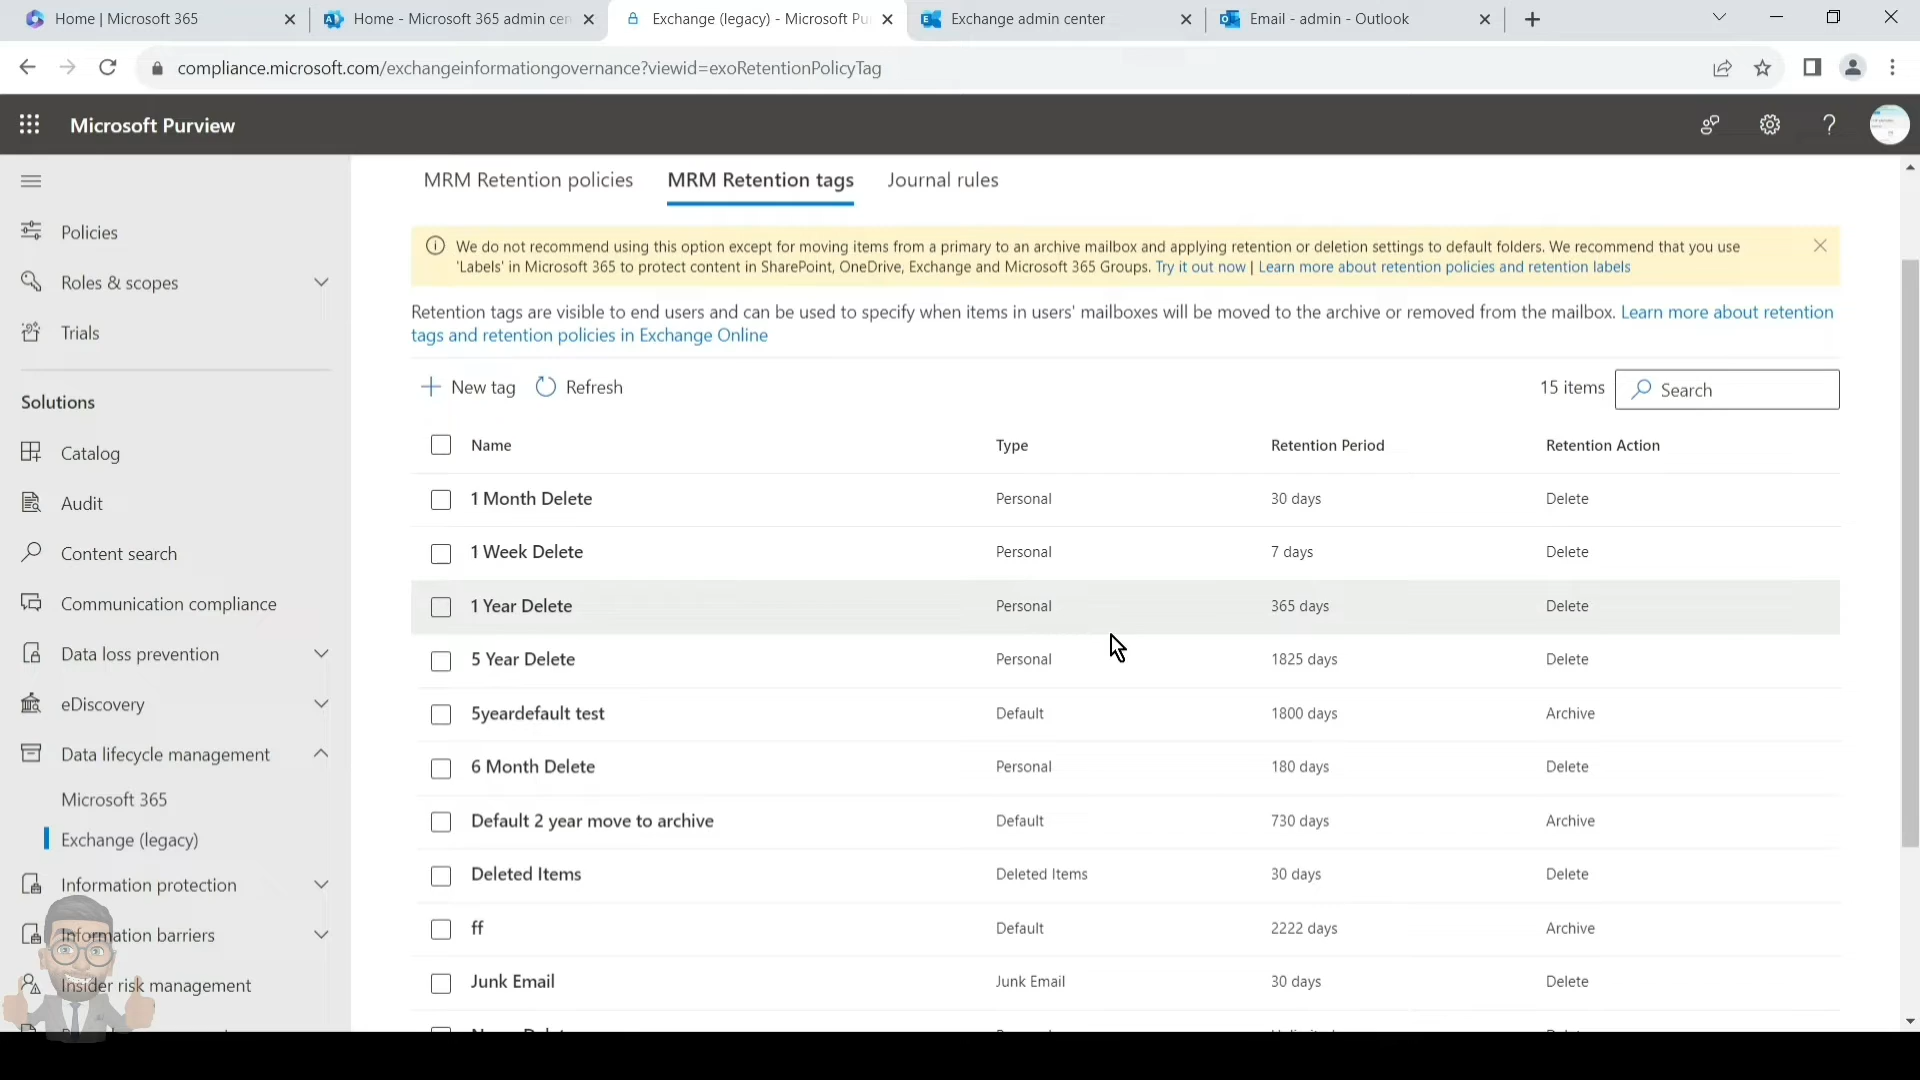 Home | Microsoft 365
Home - Microsoft 365 admin cen
Exchange (legacy) - Microsoft Pu
Exchange admin center
Email - admin - Outlook
compliance.microsoft.com/exchangeinformationgovernance?viewid=exoRetentionPolicyTag
Microsoft Purview
Policies
Roles & scopes
Trials
Solutions
Catalog
Audit
Content search
Communication compliance
Data loss prevention
eDiscovery
Data lifecycle management
Microsoft 365
Exchange (legacy)
Information protection
Information barriers
Insider risk management
MRM Retention policies MRM Retention tags Journal rules
We do not recommend using this option except for moving items from a primary to an archive mailbox and applying retention or deletion settings to default folders. We recommend that you use
'Labels' in Microsoft 365 to protect content in SharePoint, OneDrive, Exchange and Microsoft 365 Groups. Try it out now | Learn more about retention policies and retention labels
Retention tags are visible to end users and can be used to specify when items in users' mailboxes will be moved to the archive or removed from the mailbox. Learn more about retention
tags and retention policies in Exchange Online
New tag Refresh 15 items Search
Name Type Retention Period Retention Action
1 Month Delete Personal 30 days Delete
1 Week Delete Personal 7 days Delete
1 Year Delete Personal 365 days Delete
5 Year Delete Personal 1825 days Delete
5yeardefault test Default 1800 days Archive
6 Month Delete Personal 180 days Delete
Default 2 year move to archive Default 730 days Archive
Deleted Items Deleted Items 30 days Delete
ff Default 2222 days Archive
Junk Email Junk Email 30 days Delete